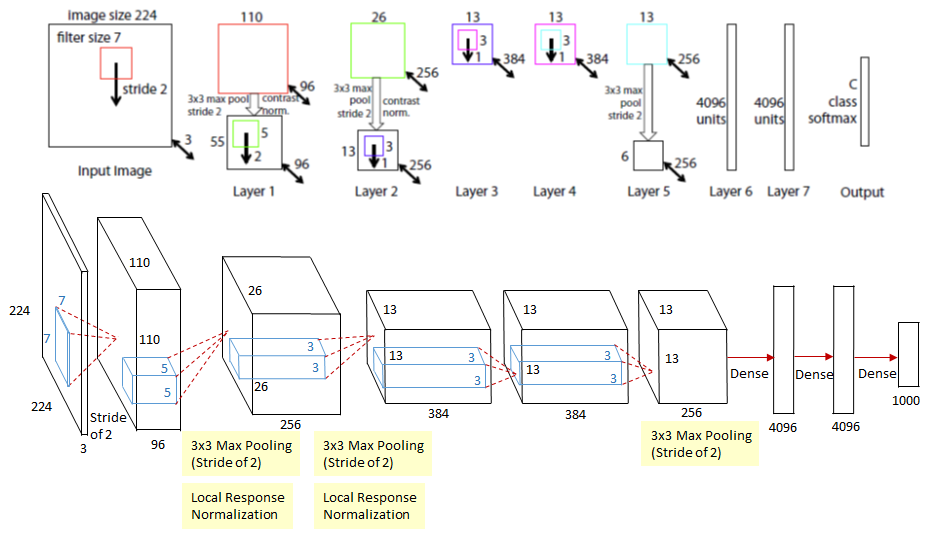 image size 224
filter size 7
stride 2
3
Input Image
110
96
3x3 max pool
stride 2
contrast
norm.
55
5
2
96
Layer 1
26
256
3x3 max
pool
stride 2
contrast
norm.
13
3
1
256
Layer 2
13
3
1
384
Layer 3
13
3
1
384
Layer 4
13
256
3x3 max
pool
stride 2
6
256
Layer 5
4096
units
Layer 6
4096
units
Layer 7
C
class
softmax
Output
224
7
7
224
3
Stride
of 2
110
110
5
5
96
3x3 Max Pooling
(Stride of 2)
Local Response
Normalization
26
3
3
26
256
3x3 Max Pooling
(Stride of 2)
Local Response
Normalization
13
13
3
3
384
13
13
3
3
384
13
13
256
3x3 Max Pooling
(Stride of 2)
Dense
4096
Dense
4096
Dense
1000